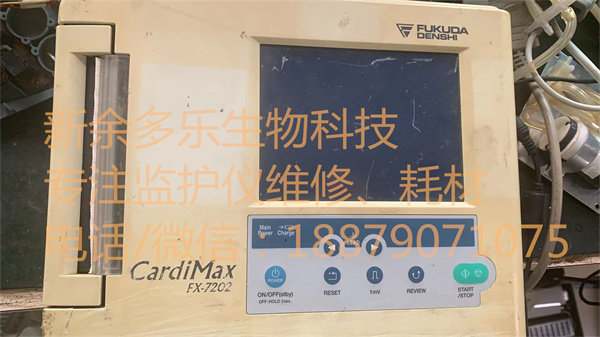 FUKUDA
DENSHI
新余多乐生物科技
专注监护仪维修、耗材
电话/微信：18879071075
Main
Power
Charge
LEAD
CardiMax
FX-7202
POWER
ON/OFF(stby)
OFF:HOLD 2sec.
RESET
1mV
REVIEW
START
/STOP